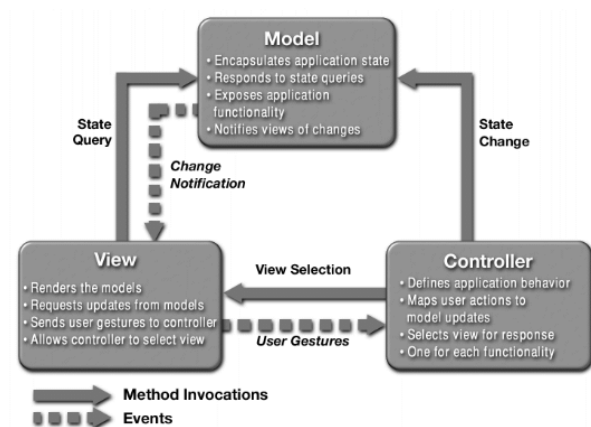 Model
• Encapsulates application state
• Responds to state queries
• Exposes application
functionality
• Notifies views of changes
State
Query
Change
Notification
State
Change
View
• Renders the models
• Requests updates from models
• Sends user gestures to controller
• Allows controller to select view
View Selection
User Gestures
Controller
• Defines application behavior
• Maps user actions to
model updates
• Selects view for response
• One for each functionality
Method Invocations
Events